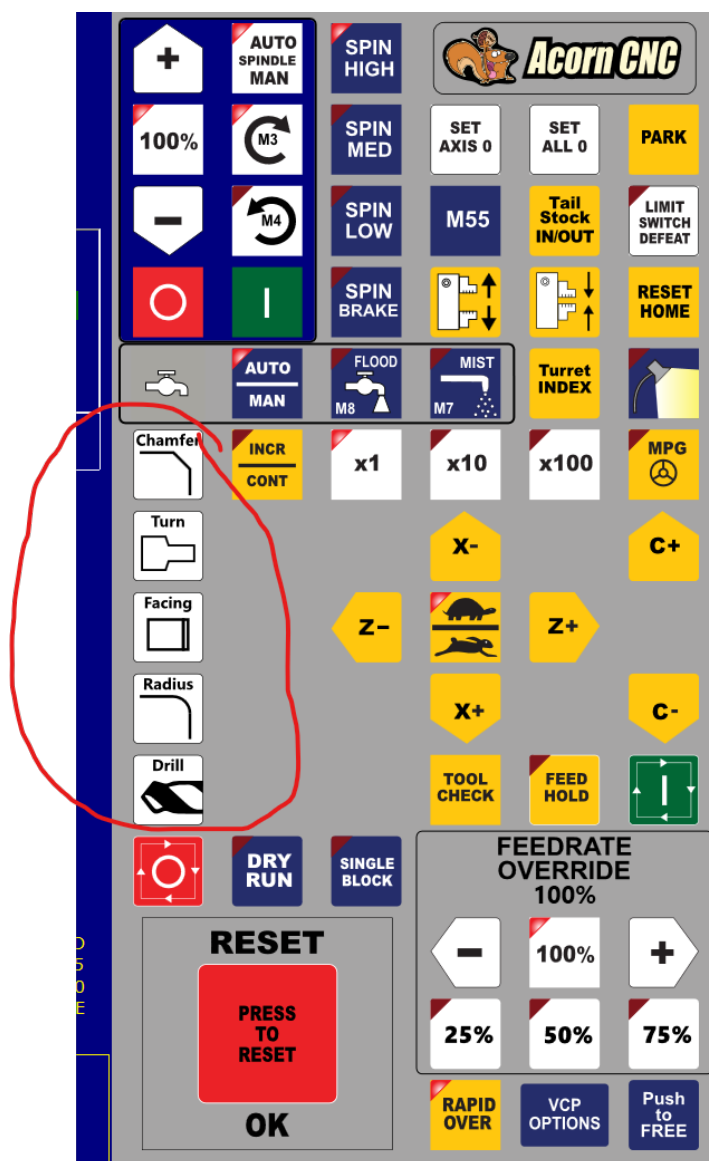 +
AUTO
SPINDLE
MAN
SPIN
HIGH
Acorn CNC
100%
M3
SPIN
MED
SET
AXIS 0
SET
ALL 0
PARK
-
M4
SPIN
LOW
M55
Tail
Stock
IN/OUT
LIMIT
SWITCH
DEFEAT
SPIN
BRAKE
RESET
HOME
AUTO
MAN
FLOOD
M8
MIST
M7
Turret
INDEX
Chamfer
INCR
CONT
x1
x10
x100
MPG
Turn
X-
C+
Facing
Z-
Z+
Radius
X+
C-
Drill
TOOL
CHECK
FEED
HOLD
DRY
RUN
SINGLE
BLOCK
FEEDRATE
OVERRIDE
100%
-
100%
+
RESET
PRESS
TO
RESET
OK
25%
50%
75%
RAPID
OVER
VCP
OPTIONS
Push
to
FREE
D
5
0
E